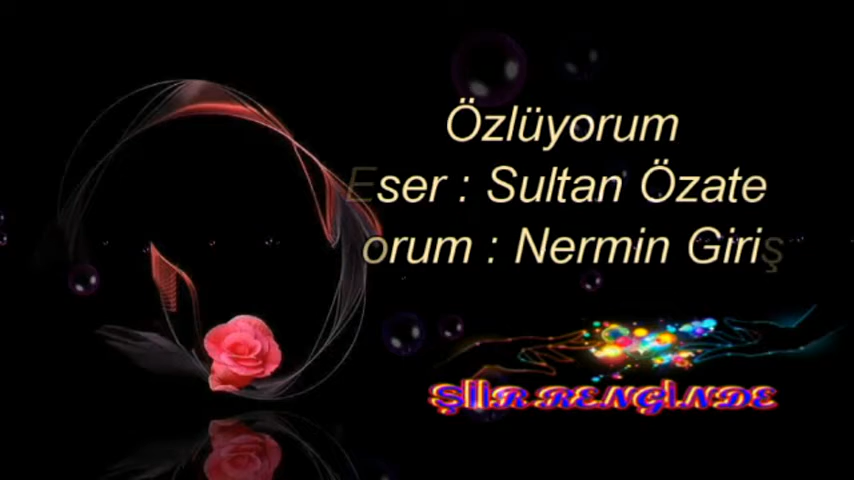 Özlüyorum
Eser : Sultan Özate
orum : Nermin Giriş
ŞİİR RENGİNDE